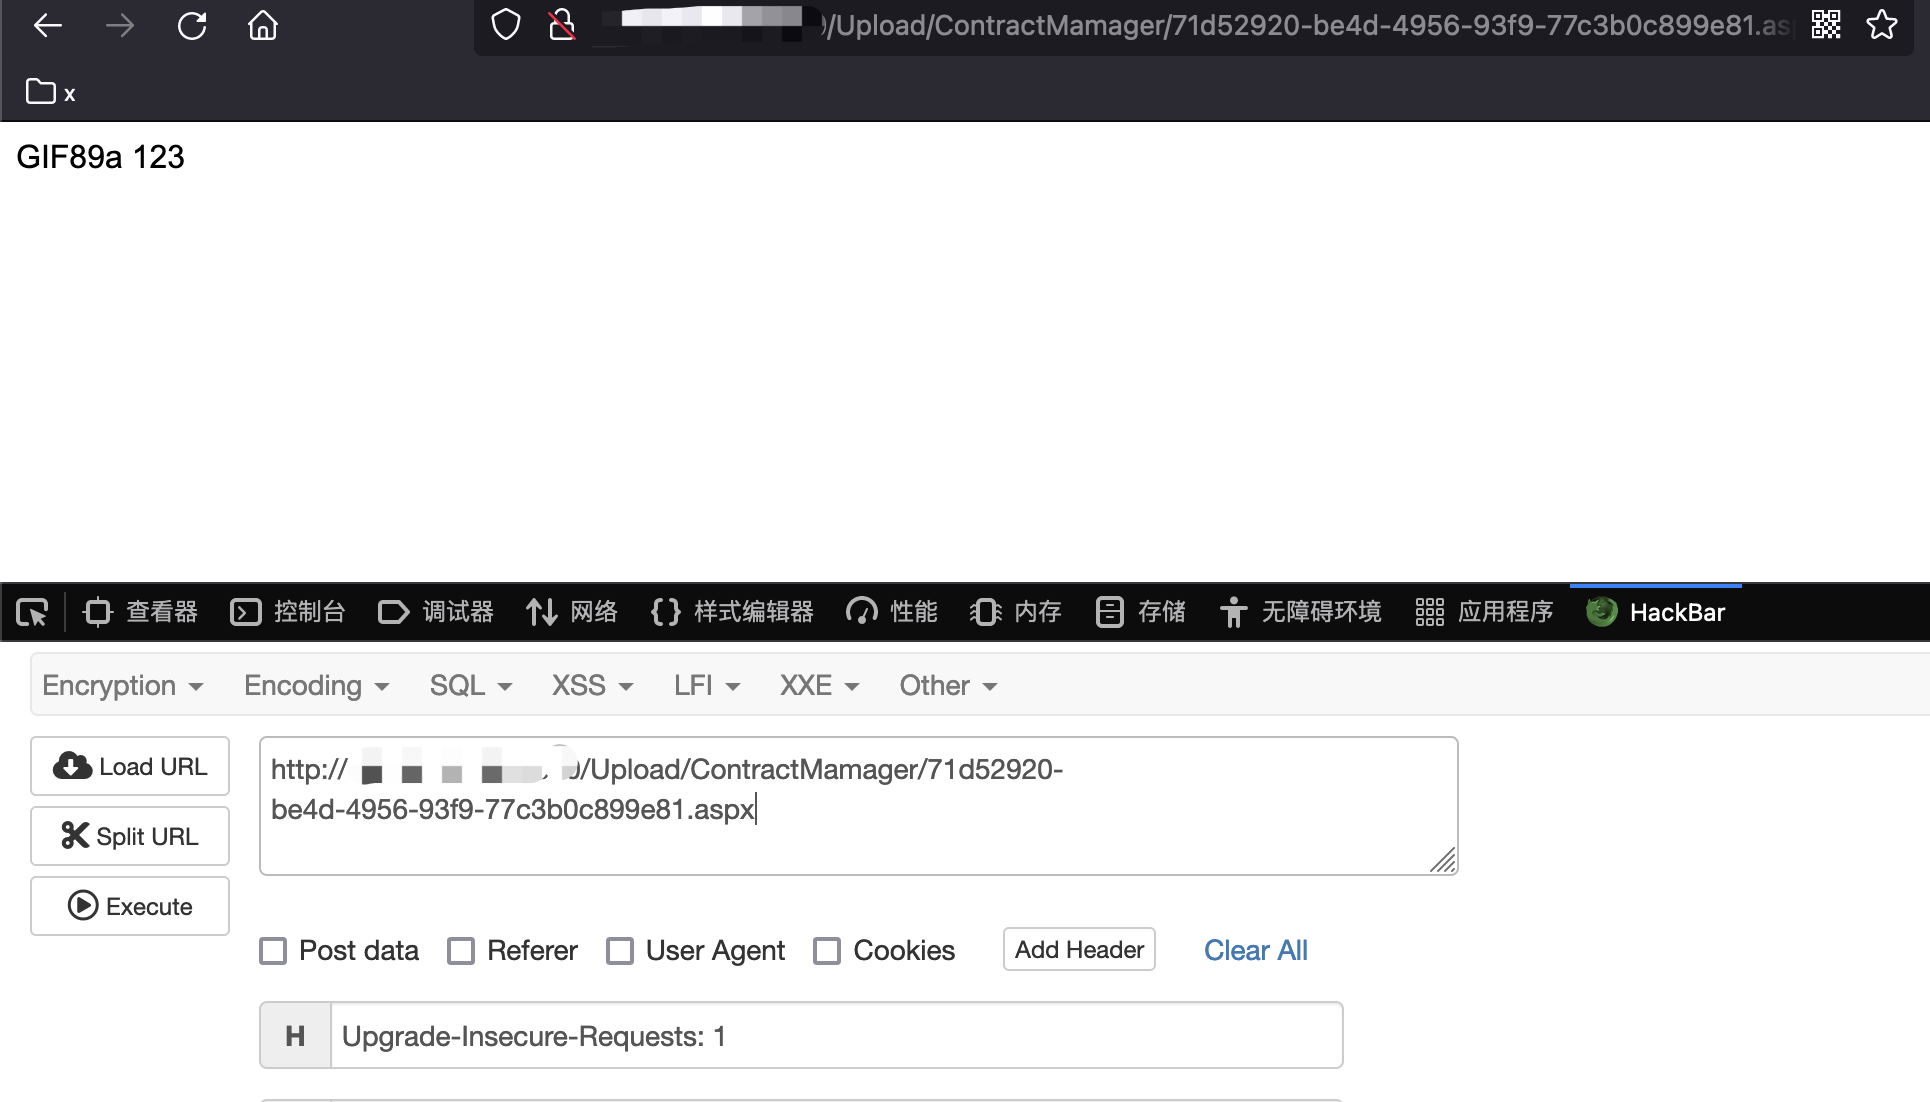 /Upload/ContractMamager/71d52920-be4d-4956-93f9-77c3b0c899e81.as
x
GIF89a 123
查看器 控制台 调试器 网络 {} 样式编辑器 性能 内存 存储 无障碍环境 应用程序 HackBar
Encryption Encoding SQL XSS LFI XXE Other
Load URL
http:// /Upload/ContractMamager/71d52920-
be4d-4956-93f9-77c3b0c899e81.aspx
Split URL
Execute
Post data Referer User Agent Cookies Add Header Clear All
H Upgrade-Insecure-Requests: 1